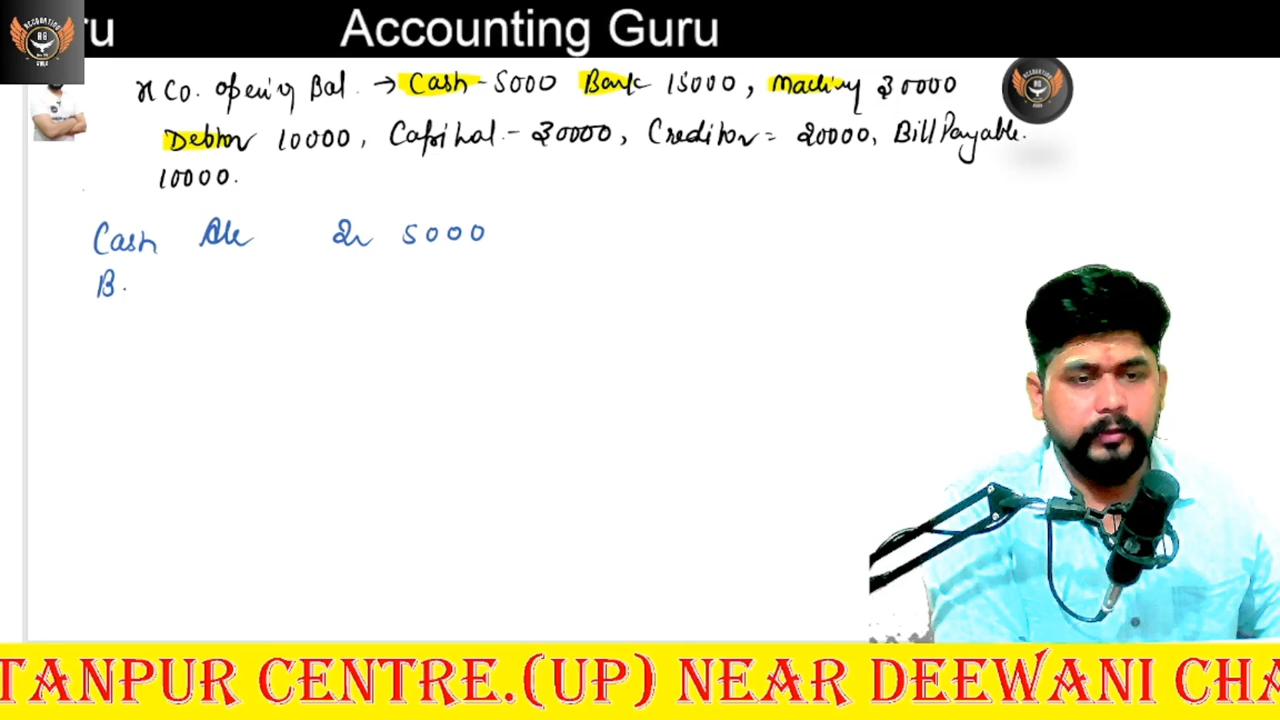 ru Accounting Guru
x Co. opening Bal. → Cash - 5000 Bank 15000, Machiny 30000
Debtor 10000, Capital - 30000, Creditor = 20000, Bill Payable.
10000.
Cash A/c Dr 5000
B.
TANPUR CENTRE.(UP) NEAR DEEWANI CHA